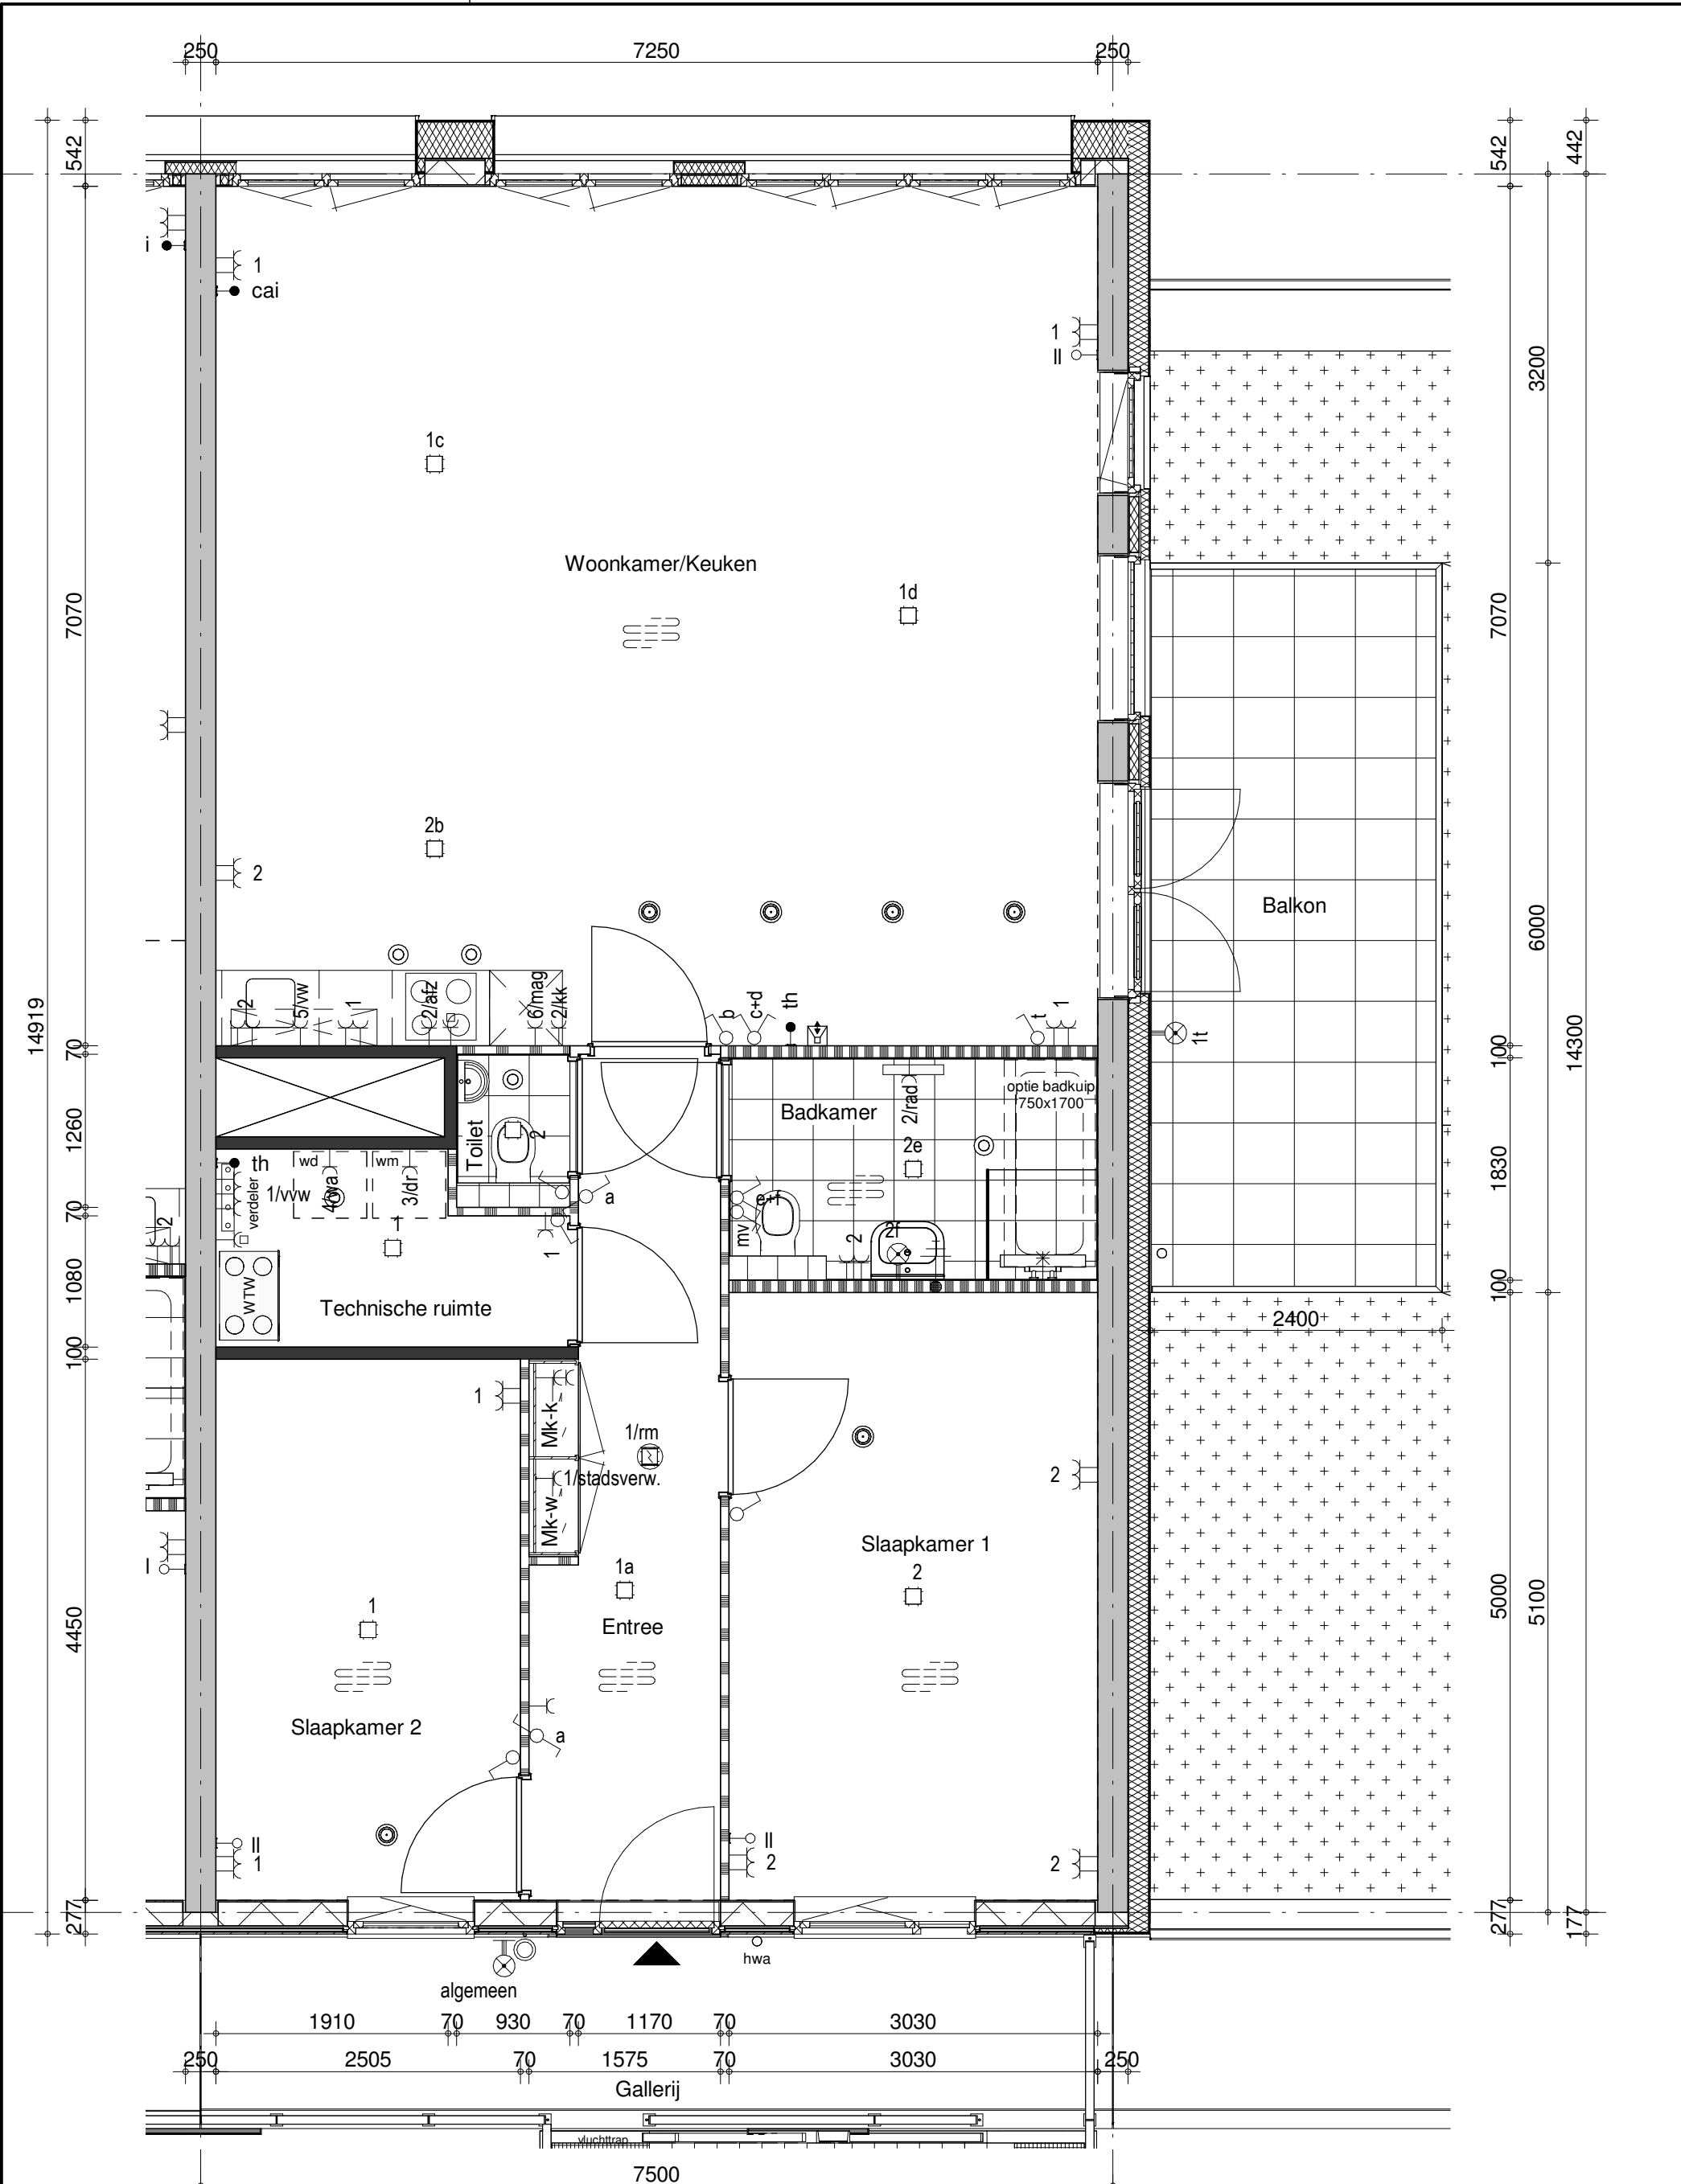 250
7250
250
542
542
442
i
1
cai
1
II
3200
1c
Woonkamer/Keuken
1d
7070
7070
2b
2
Balkon
6000
2
5/vw
1
2/afz
6/mag
2/kk
b
c+d
th
t
1
1t
14919
14300
70
100
1260
Toilet
2
Badkamer
2/rad
optie badkuip
750x1700
2e
th
wd
wm
1/vvw
verdeler
4/wa
3/dr
a
e+f
mv
1830
70
2
1
1
2
2f
1080
WTW
Technische ruimte
100
2400
100
1
Mk-k
1/rm
1/stadsverw.
Mk-w
2
Slaapkamer 1
2
1a
1
Entree
4450
5000
5100
Slaapkamer 2
a
II
1
II
2
2
l
277
277
177
hwa
algemeen
1910
70
930
70
1170
70
3030
250
2505
70
1575
70
3030
250
Gallerij
vluchttrap
7500